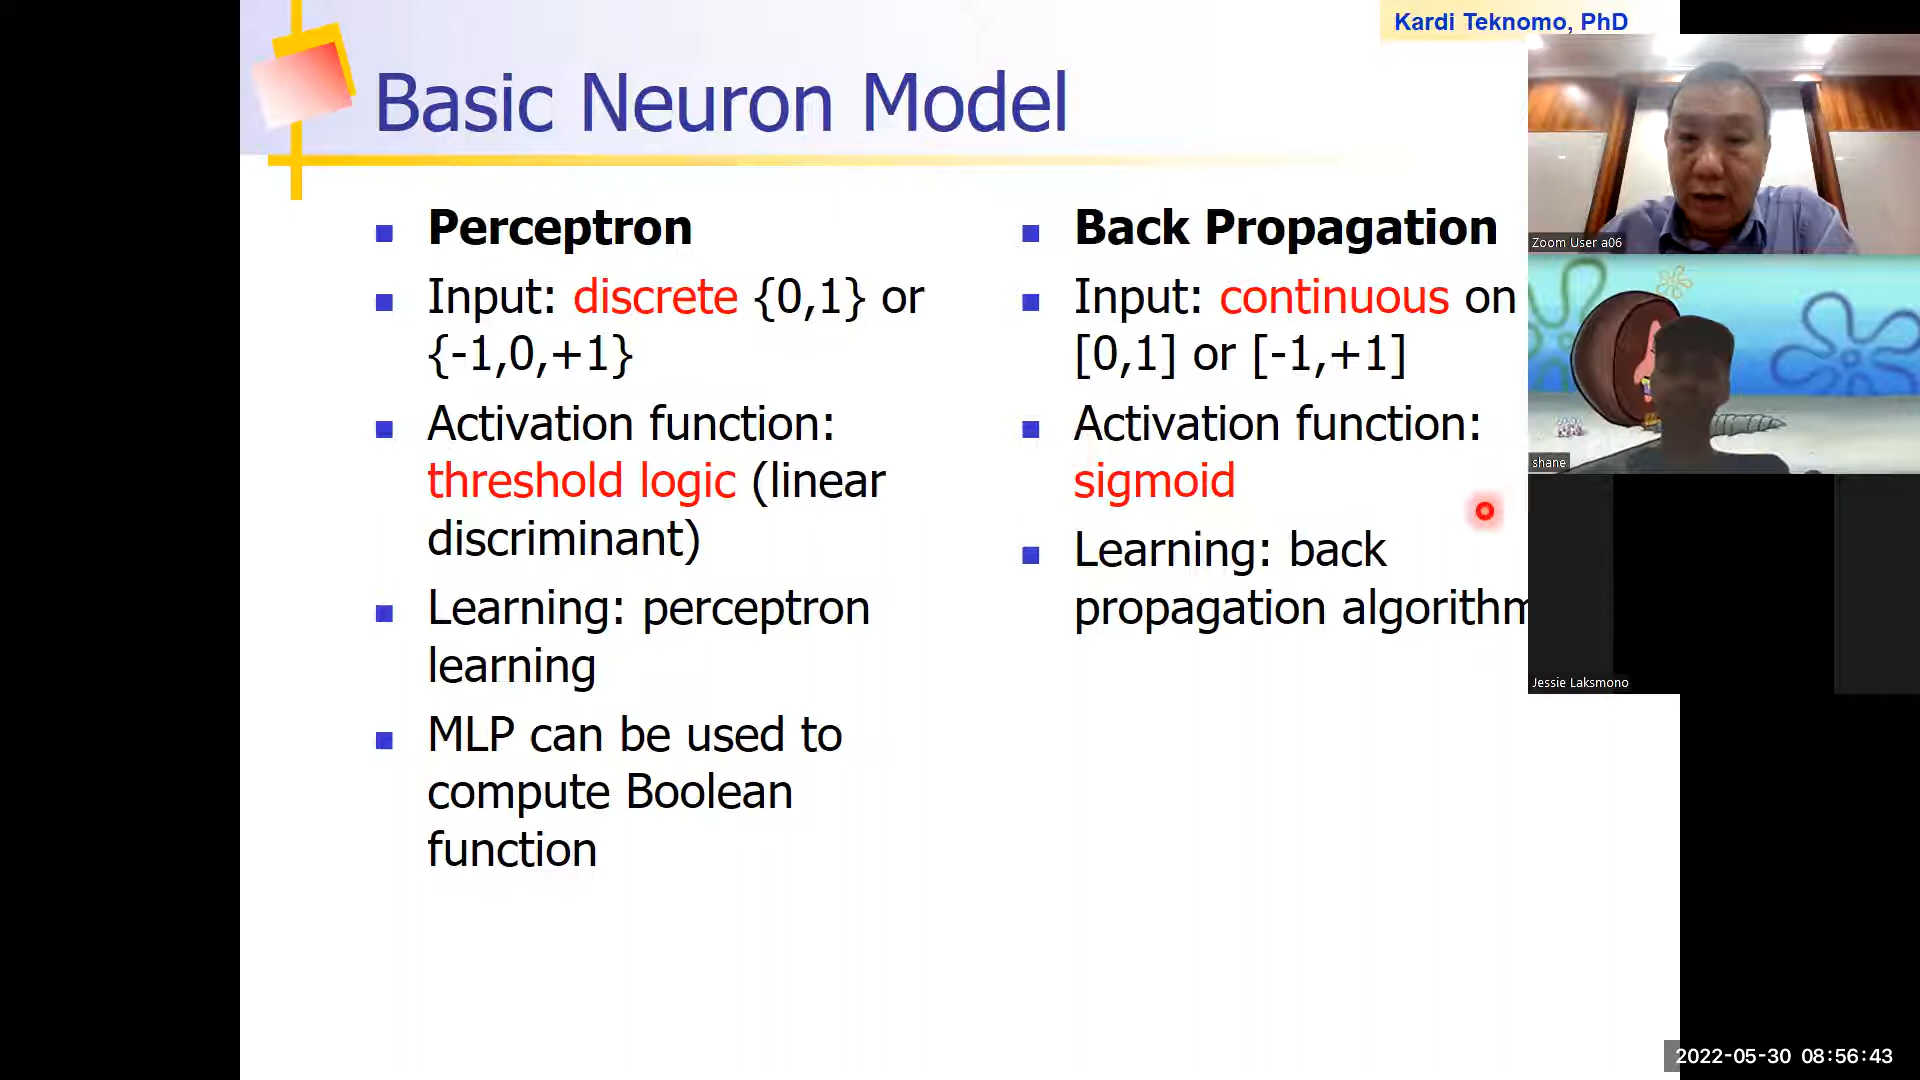 Kardi Teknomo, PhD
Basic Neuron Model
Perceptron
Input: discrete {0,1} or
{-1,0,+1}
Activation function:
threshold logic (linear
discriminant)
Learning: perceptron
learning
MLP can be used to
compute Boolean
function
Back Propagation
Input: continuous on
[0,1] or [-1,+1]
Activation function:
sigmoid
Learning: back
propagation algorithm
Zoom User a06
shane
Jessie Laksmono
2022-05-30 08:56:43